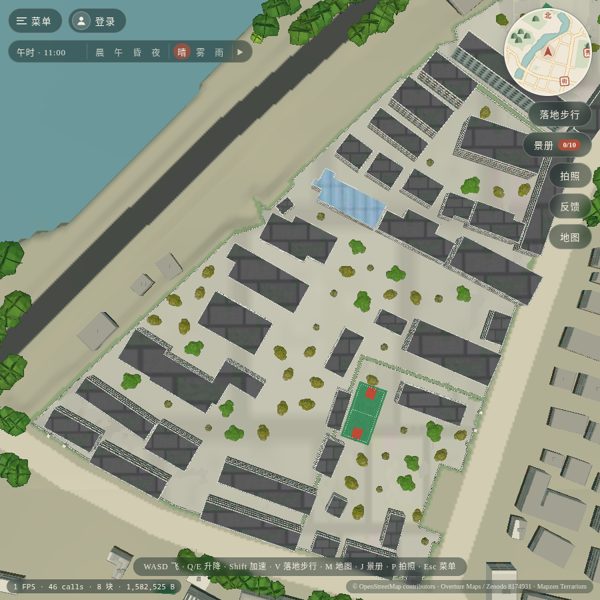 菜单 登录
午时 · 11:00 晨 午 昏 夜 晴 雾 雨
北
落地步行
景册 0/10
拍照
反馈
地图
WASD 飞 · Q/E 升降 · Shift 加速 · V 落地步行 · M 地图 · J 景册 · P 拍照 · Esc 菜单
1 FPS · 46 calls · 8 块 · 1,582,525 B
© OpenStreetMap contributors · Overture Maps / Zenodo 8174931 · Mapzen Terrarium